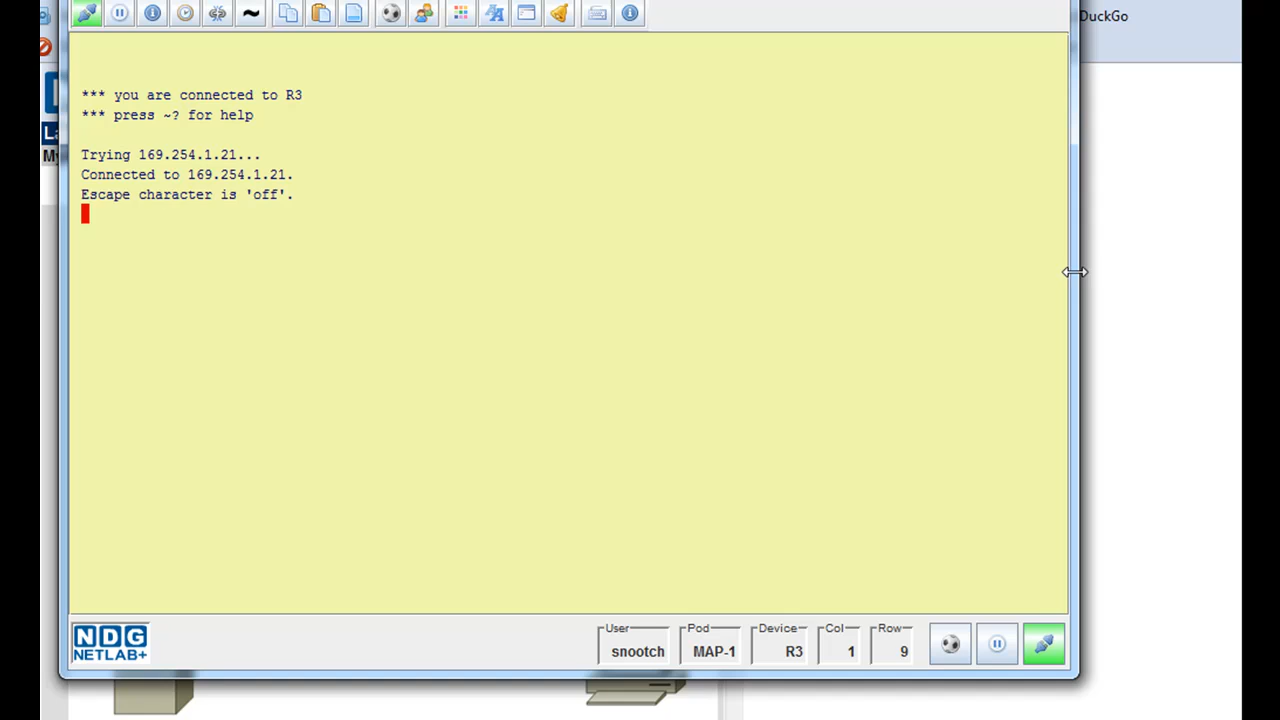 DuckGo
*** you are connected to R3
*** press ~? for help
Trying 169.254.1.21...
Connected to 169.254.1.21.
Escape character is 'off'.
NDG
NETLAB+
User
snootch
Pod
MAP-1
Device
R3
Col
1
Row
9